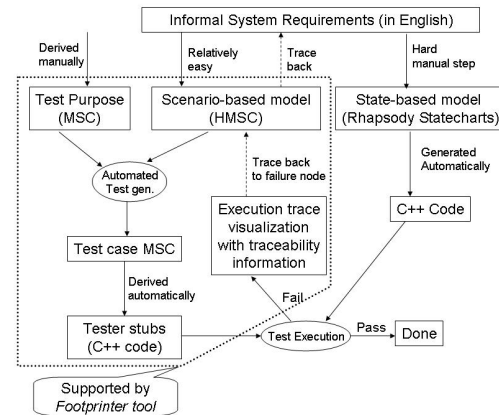 Informal System Requirements (in English)
Derived
manually
Relatively
easy
Trace
back
Hard
manual step
Test Purpose
(MSC)
Scenario-based model
(HMSC)
State-based model
(Rhapsody Statecharts)
Automated
Test gen.
Trace back
to failure node
Generated
Automatically
Execution trace
visualization
with traceability
information
C++ Code
Test case MSC
Derived
automatically
Fail
Tester stubs
(C++ code)
Test Execution
Pass
Done
Supported by
Footprinter tool